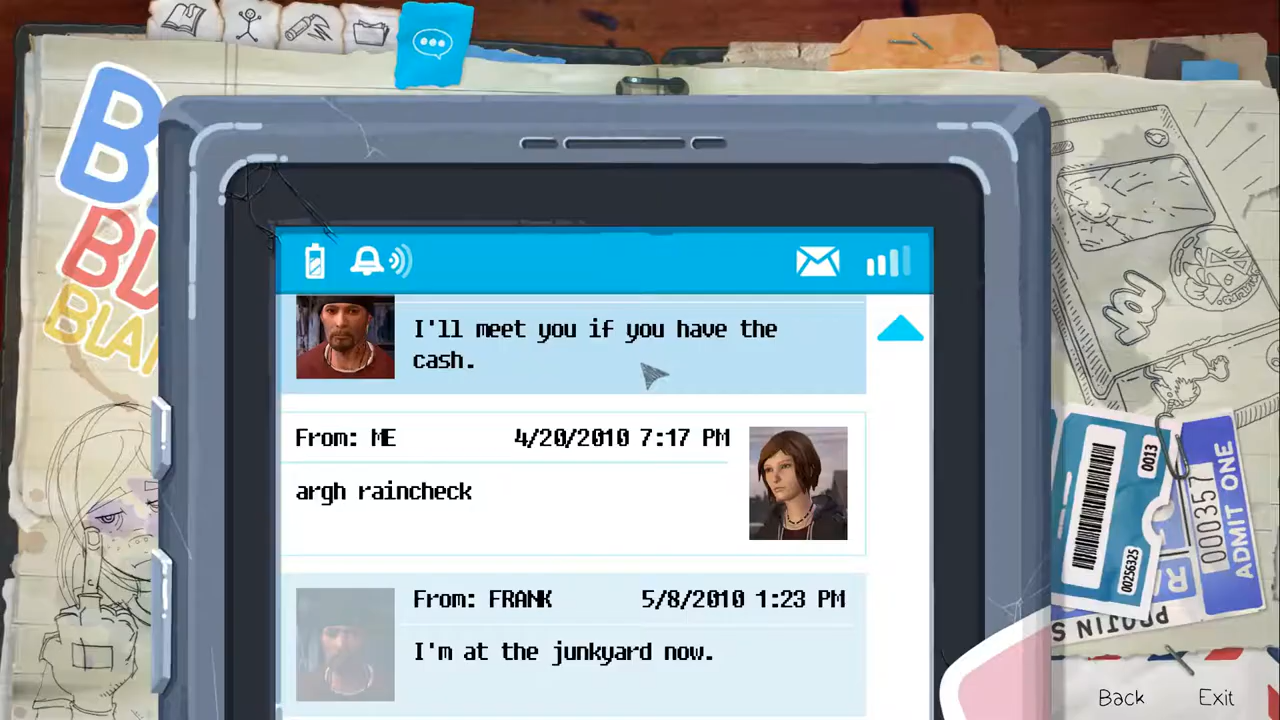 I'll meet you if you have the
cash.
From: ME 4/20/2010 7:17 PM
argh raincheck
From: FRANK 5/8/2010 1:23 PM
I'm at the junkyard now.
0013
00256325
000357
ADMIT ONE
Back Exit